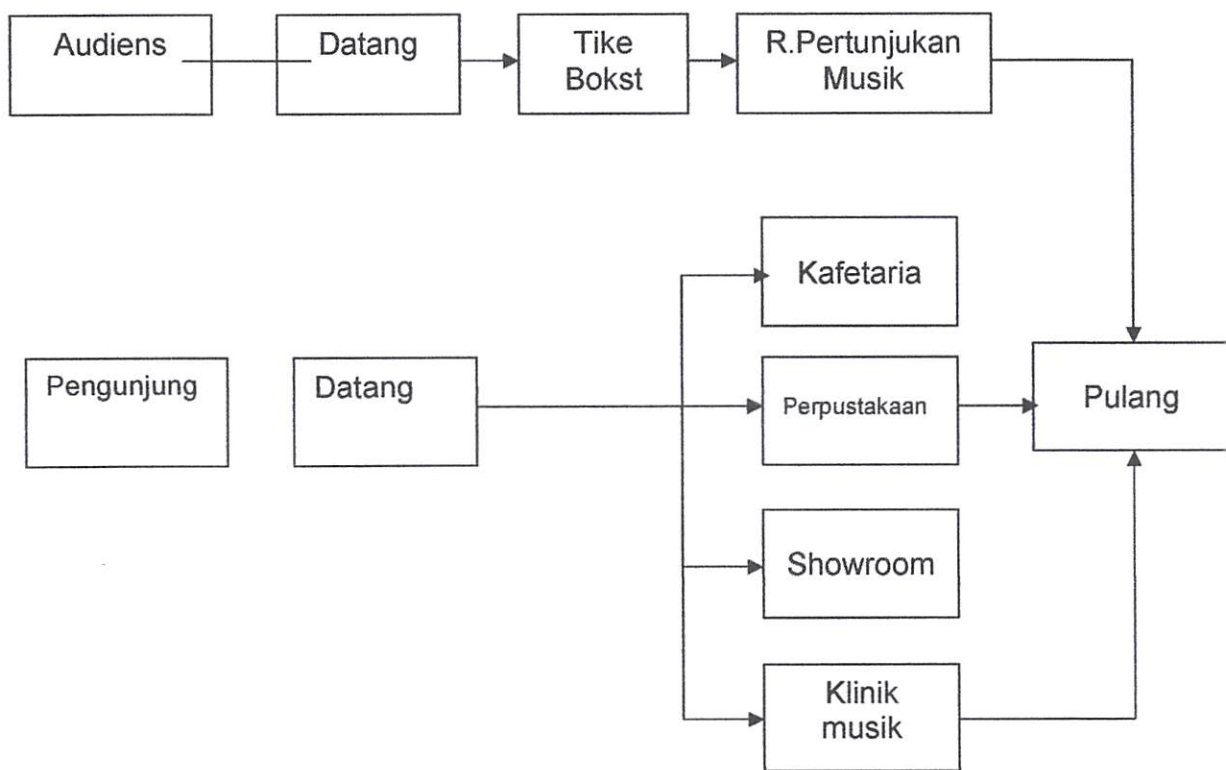 Audiens
Datang
Tike
Bokst
R.Pertunjukan
Musik
Kafetaria
Pengunjung
Datang
Perpustakaan
Pulang
Showroom
Klinik
musik